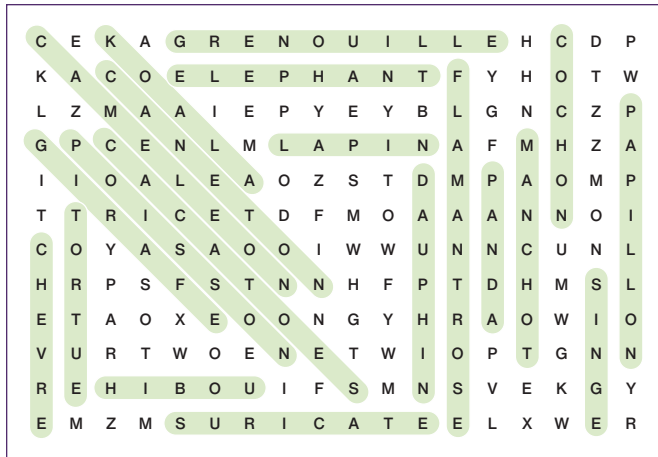 C E K A G R E N O U I L L E H C D P
K A C O E L E P H A N T F Y H O T W
L Z M A A I E P Y E Y B L G N C Z P
G P C E N L M L A P I N A F M H Z A
I I O A L E A O Z S T D M P A O M P
T T R I C E T D F M O A A A N N O I
C O Y A S A O O I W W U N N C U N L
H R P S F S T N N H F P T D H M S L
E T A O X E O O N G Y H R A O W I O
V U R T W O E N E T W I O P T G N N
R E H I B O U I F S M N S V E K G Y
E M Z M S U R I C A T E E L X W E R